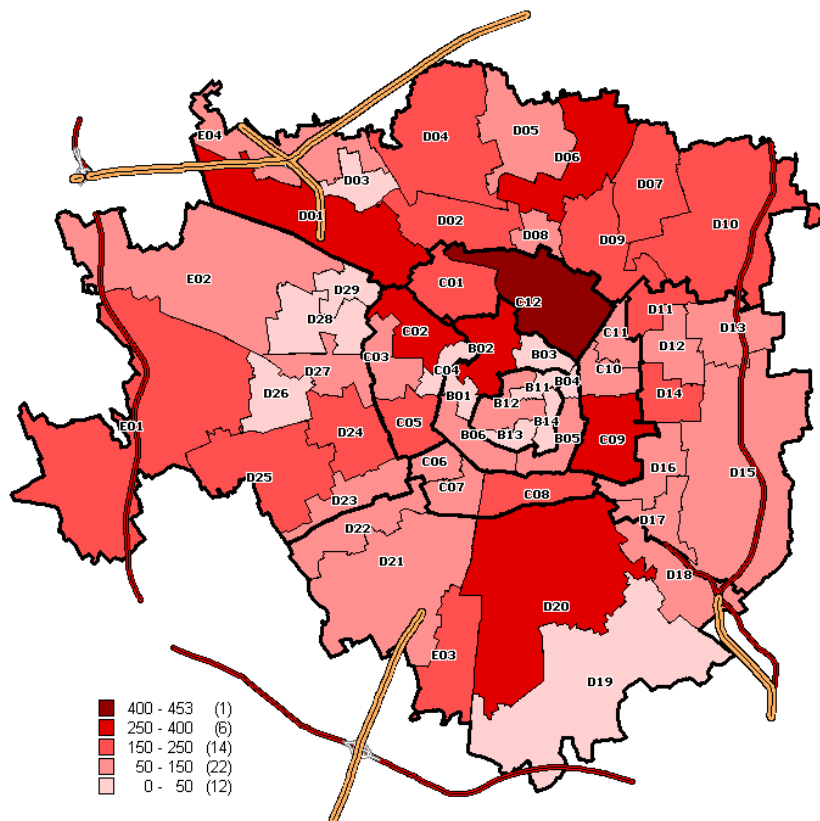 D04
D05
E04
D06
D03
D07
D01
D02
D10
D08
D09
E02
C01
D29
C12
D28
D11
C02
C11
D13
B02
D12
C03
B03
C04
C10
D27
B11
B04
D26
B01
D14
B12
C05
B14
E01
D24
B06
B13
B05
C09
C06
D16
D15
D25
C07
C08
D23
D17
D22
D21
D18
D20
E03
D19
400 - 453 (1)
250 - 400 (6)
150 - 250 (14)
50 - 150 (22)
0 - 50 (12)